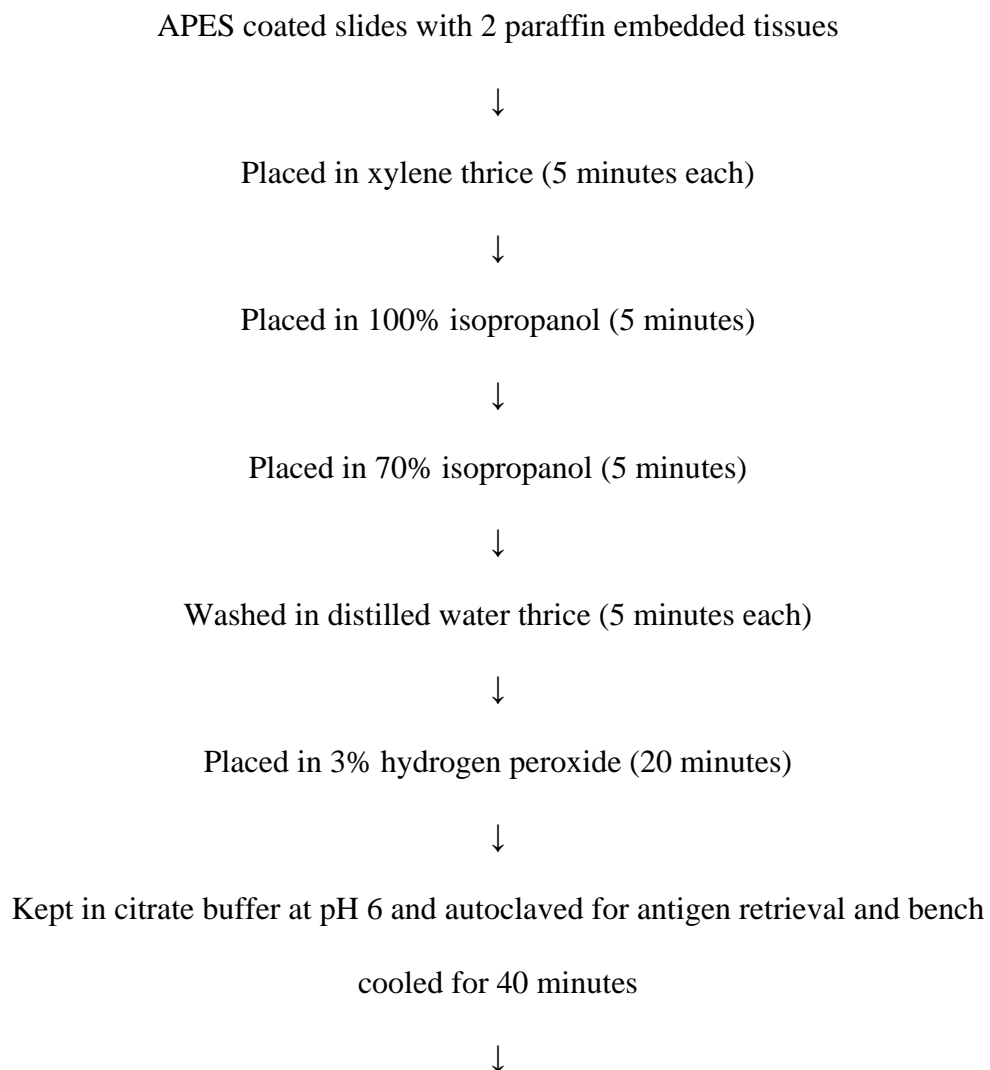 APES coated slides with 2 paraffin embedded tissues
↓
Placed in xylene thrice (5 minutes each)
↓
Placed in 100% isopropanol (5 minutes)
↓
Placed in 70% isopropanol (5 minutes)
↓
Washed in distilled water thrice (5 minutes each)
↓
Placed in 3% hydrogen peroxide (20 minutes)
↓
Kept in citrate buffer at pH 6 and autoclaved for antigen retrieval and bench
cooled for 40 minutes
↓